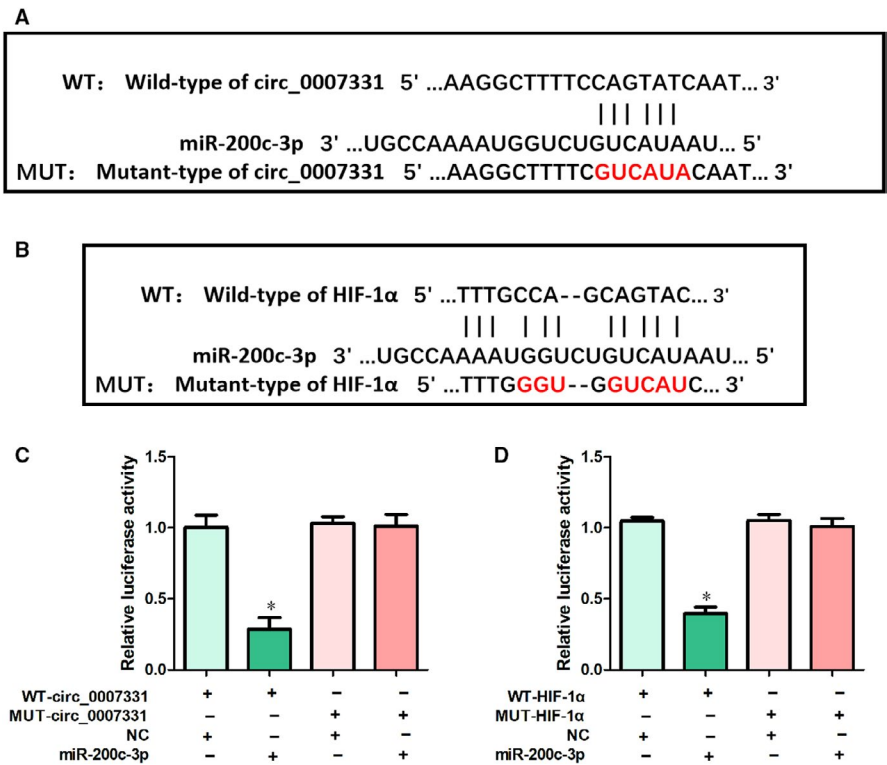 A
WT: Wild-type of circ_0007331 5' ...AAGGCTTTTCCAGTATCAAT... 3'
miR-200c-3p 3' ...UGCCAAAAUGGUCUGUCAUAAU... 5'
MUT: Mutant-type of circ_0007331 5' ...AAGGCTTTTCGUCAUACAAT... 3'
B
WT: Wild-type of HIF-1α 5' ...TTTGCCA--GCAGTAC... 3'
miR-200c-3p 3' ...UGCCAAAAUGGUCUGUCAUAAU... 5'
MUT: Mutant-type of HIF-1α 5' ...TTTGGGU--GGUCAUC... 3'
C
Relative luciferase activity
1.5
1.0
0.5
0.0
*
WT-circ_0007331 + + – –
MUT-circ_0007331 – – + +
NC + – + –
miR-200c-3p – + – +
D
Relative luciferase activity
1.5
1.0
0.5
0.0
*
WT-HIF-1α + + – –
MUT-HIF-1α – – + +
NC + – + –
miR-200c-3p – + – +